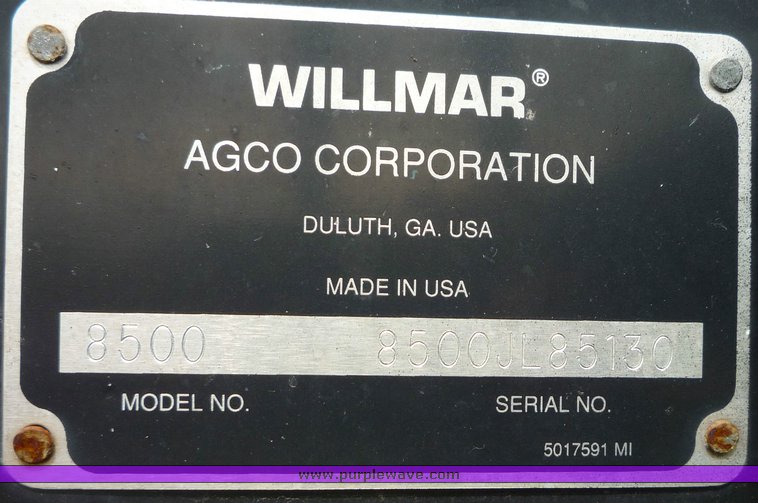 WILLMAR®
AGCO CORPORATION
DULUTH, GA. USA
MADE IN USA
8500 8500JL85130
MODEL NO. SERIAL NO.
5017591 MI
www.purplewave.com